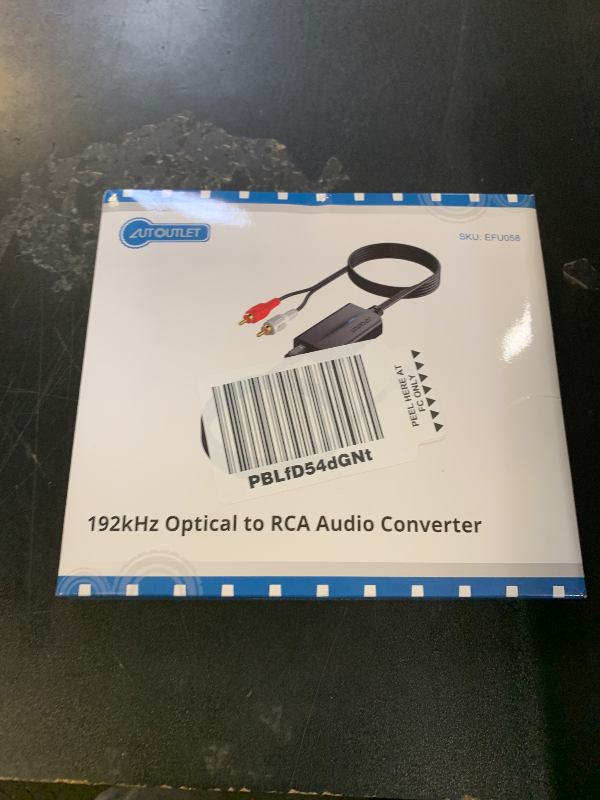 AUTOUTLET
SKU: EFU058
PEEL HERE AT
FC ONLY
PBLfD54dGNt
192kHz Optical to RCA Audio Converter